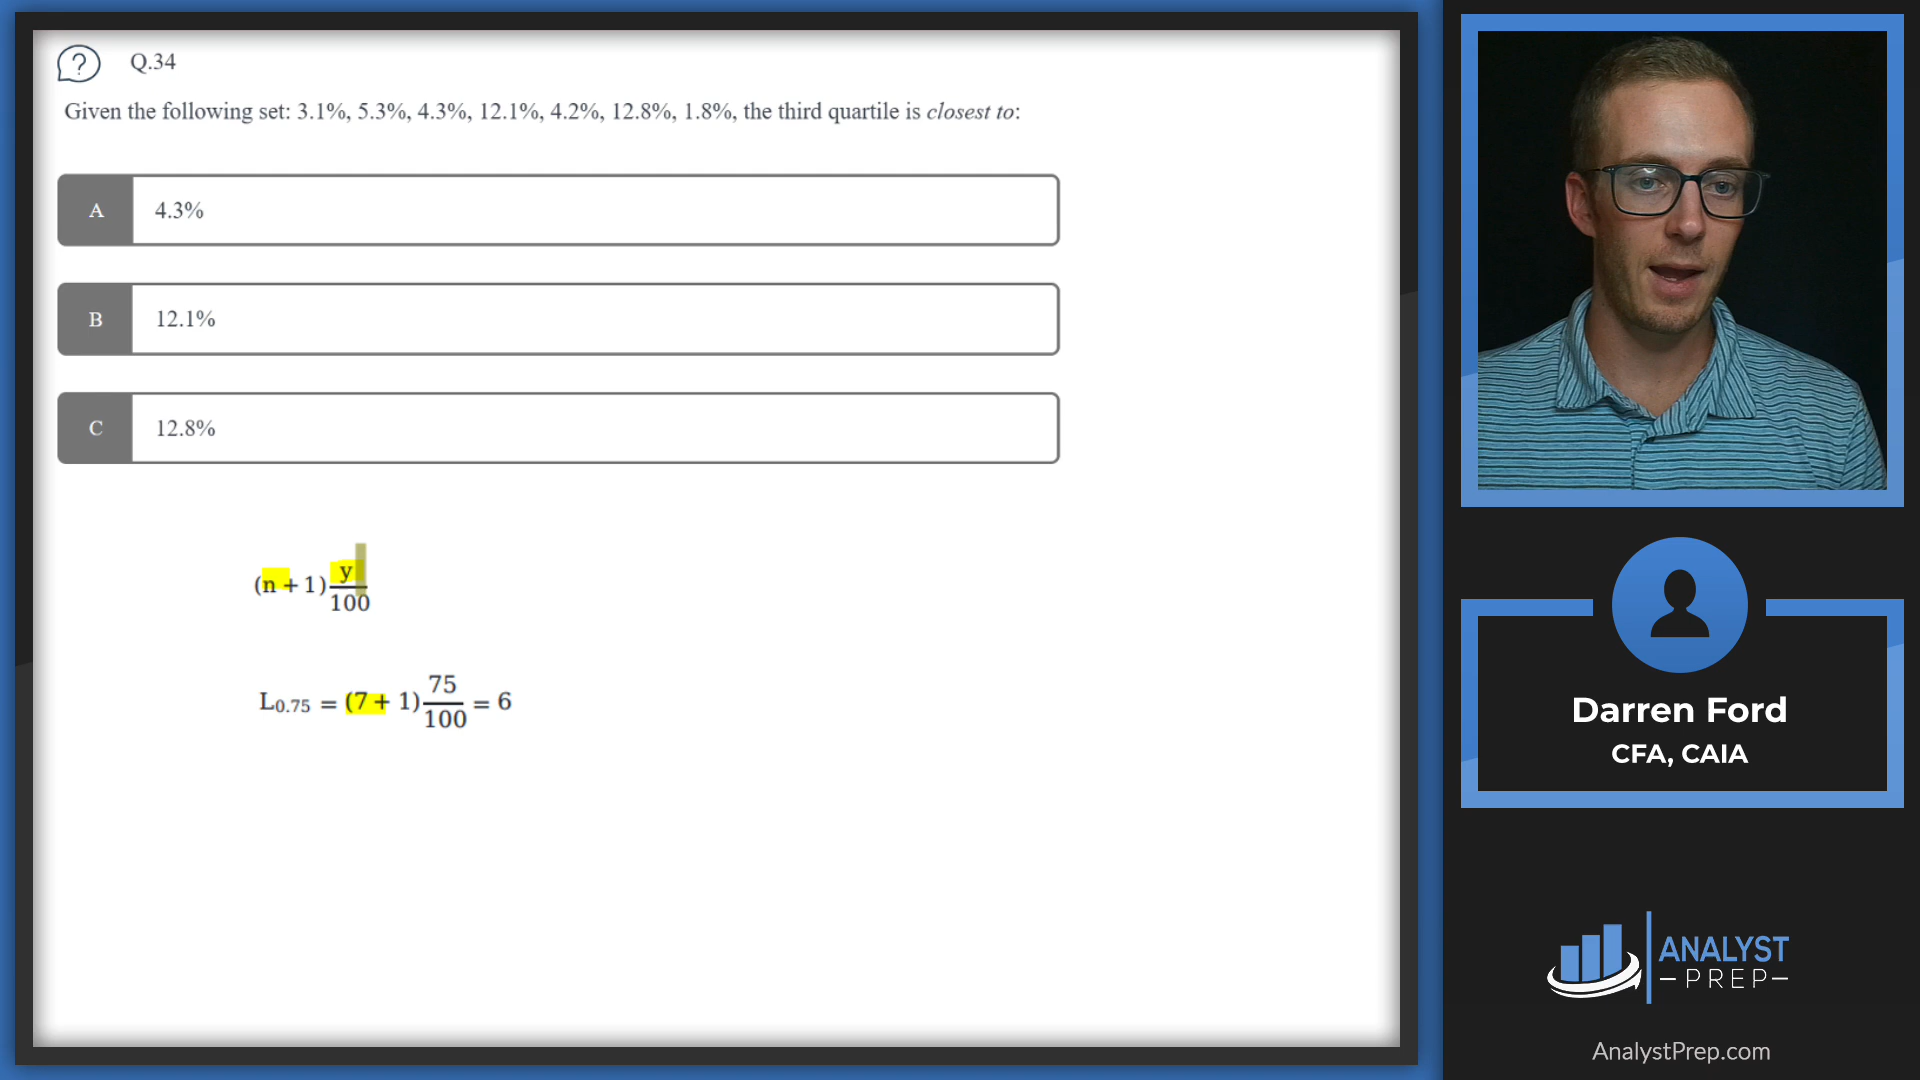 ? Q.34
Given the following set: 3.1%, 5.3%, 4.3%, 12.1%, 4.2%, 12.8%, 1.8%, the third quartile is closest to:
A 4.3%
B 12.1%
C 12.8%
(n + 1) y/100
L0.75 = (7 + 1) 75/100 = 6
Darren Ford
CFA, CAIA
ANALYST
PREP
AnalystPrep.com